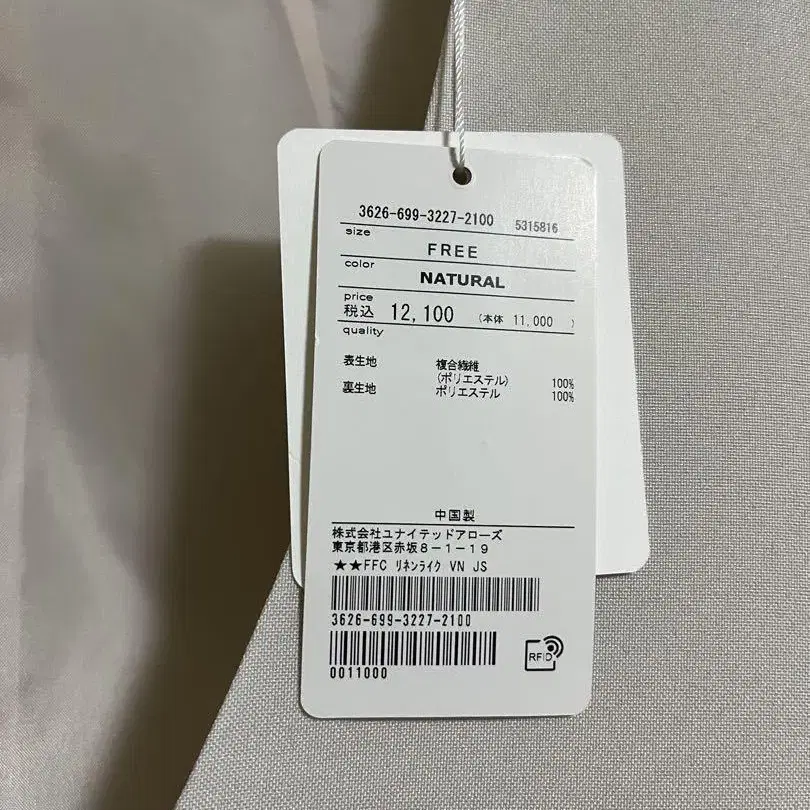 3626-699-3227-2100 5315816
size
FREE
color
NATURAL
price
税込 12,100 (本体 11,000 )
quality
表生地 複合繊維
(ポリエステル) 100%
裏生地 ポリエステル 100%
中国製
株式会社ユナイテッドアローズ
東京都港区赤坂8-1-19
★★FFC ﾘﾈﾝﾗｲｸ VN JS
3626-699-3227-2100
0011000
RFID